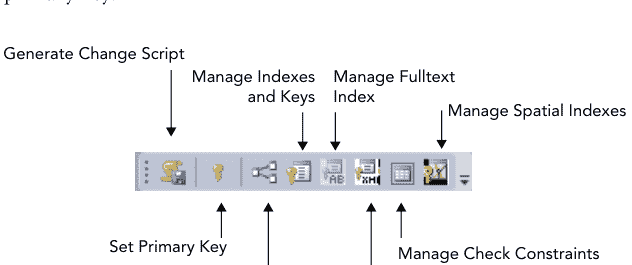 Generate Change Script
Manage Indexes
and Keys
Manage Fulltext
Index
Manage Spatial Indexes
AB
Set Primary Key
Manage Check Constraints